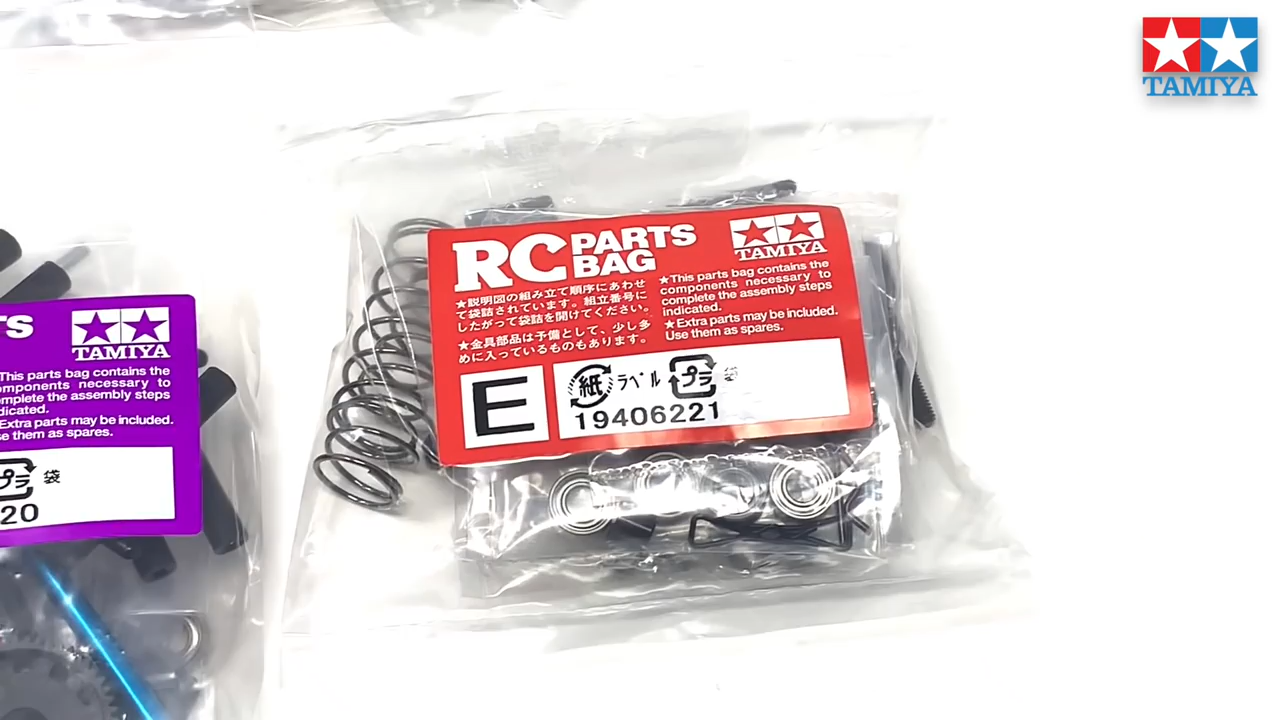 TAMIYA
RC PARTS
BAG
TAMIYA
★説明図の組み立て順序にあわせ
て袋詰されています。組立番号に
したがって袋詰を開けてください。
★金具部品は予備として、少し多
めに入っているものもあります。
★This parts bag contains the
components necessary to
complete the assembly steps
indicated.
★Extra parts may be included.
Use them as spares.
E
紙 ラベル プラ 袋
19406221
TS
TAMIYA
This parts bag contains the
components necessary to
mplete the assembly steps
dicated.
Extra parts may be included.
se them as spares.
プラ 袋
20